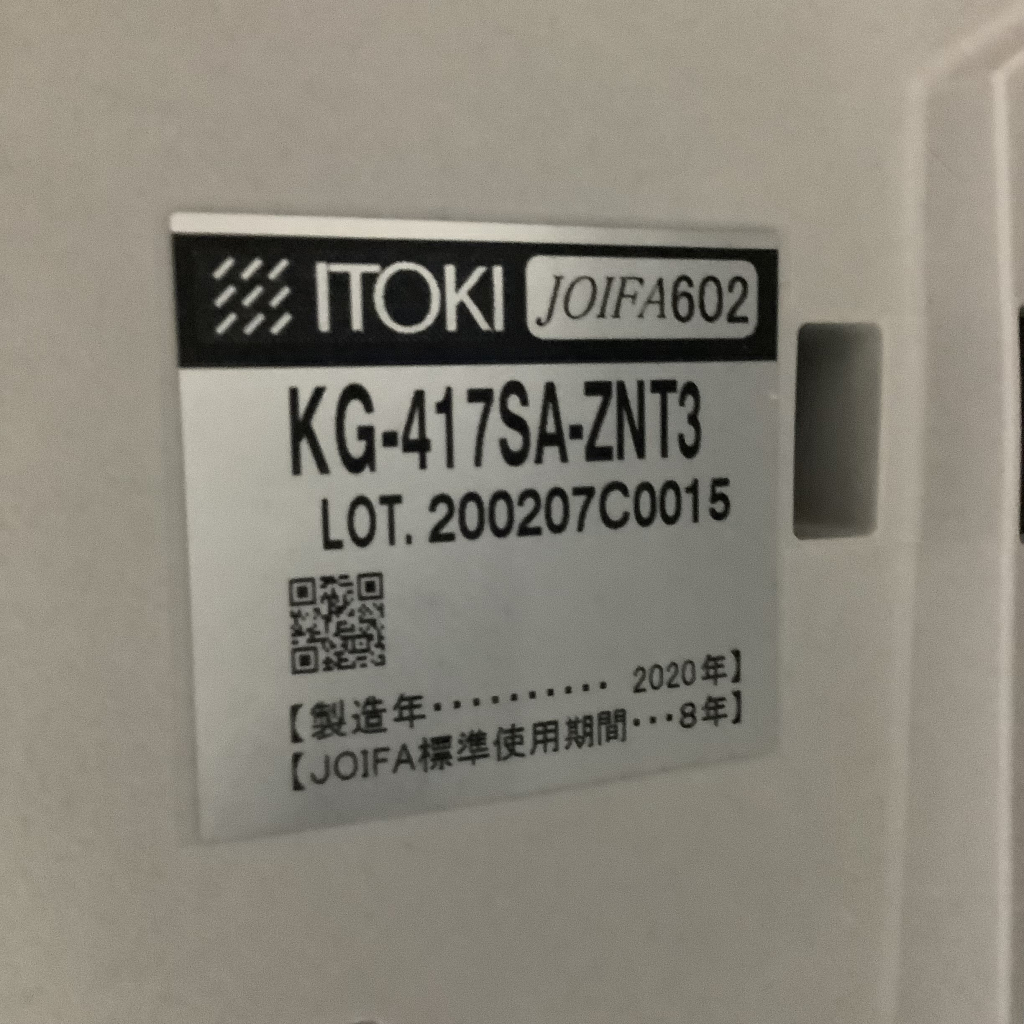 ITOKI JOIFA602
KG-417SA-ZNT3
LOT. 200207C0015
【製造年・・・・・・・・・・ 2020年】
【JOIFA標準使用期間・・・8年】